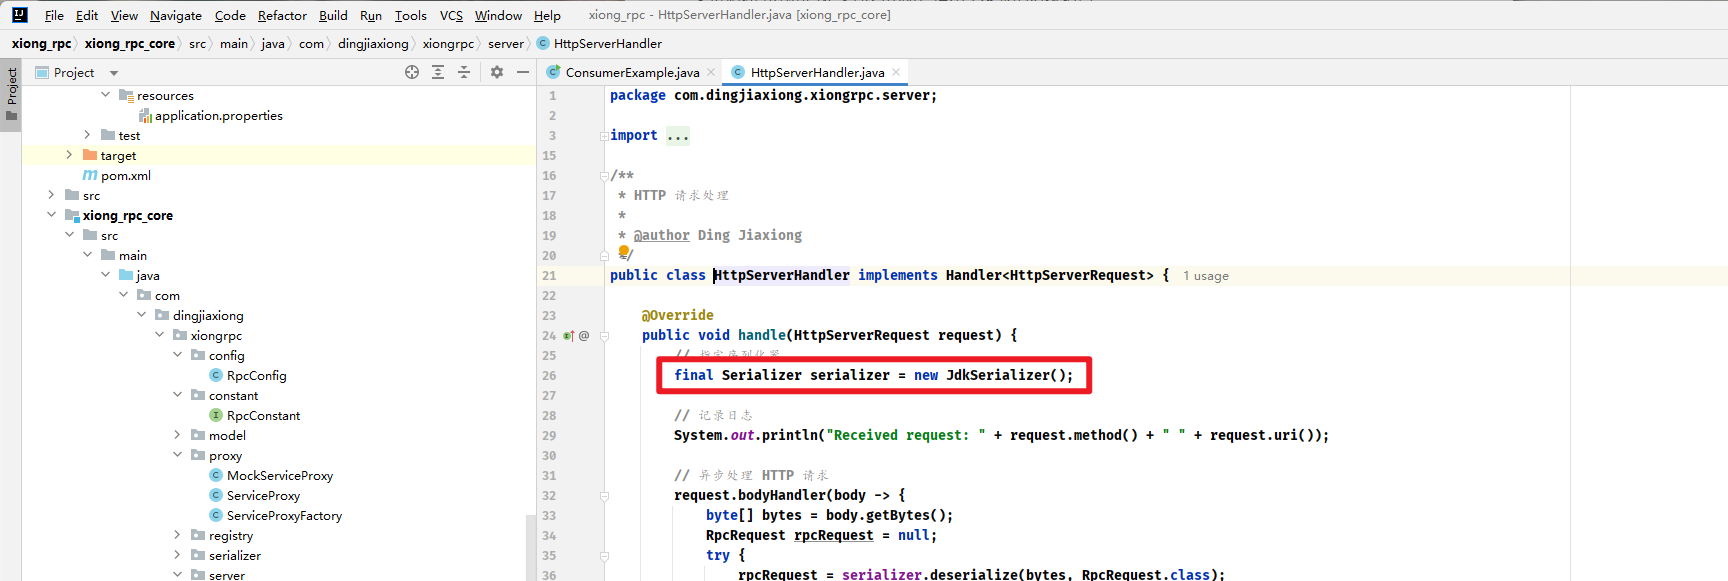 File Edit View Navigate Code Refactor Build Run Tools VCS Window Help xiong_rpc - HttpServerHandler.java [xiong_rpc_core]
xiong_rpc xiong_rpc_core src main java com dingjiaxiong xiongrpc server HttpServerHandler
Project
Project
resources
application.properties
test
target
pom.xml
src
xiong_rpc_core
src
main
java
com
dingjiaxiong
xiongrpc
config
RpcConfig
constant
RpcConstant
model
proxy
MockServiceProxy
ServiceProxy
ServiceProxyFactory
registry
serializer
server
ConsumerExample.java HttpServerHandler.java
1 package com.dingjiaxiong.xiongrpc.server;
2
3 import ...
15
16 /**
17 * HTTP 请求处理
18 *
19 * @author Ding Jiaxiong
20 */
21 public class HttpServerHandler implements Handler<HttpServerRequest> { 1 usage
22
23 @Override
24 public void handle(HttpServerRequest request) {
25 // 指定序列化器
26 final Serializer serializer = new JdkSerializer();
27
28 // 记录日志
29 System.out.println("Received request: " + request.method() + " " + request.uri());
30
31 // 异步处理 HTTP 请求
32 request.bodyHandler(body -> {
33 byte[] bytes = body.getBytes();
34 RpcRequest rpcRequest = null;
35 try {
36 rpcRequest = serializer.deserialize(bytes, RpcRequest.class);